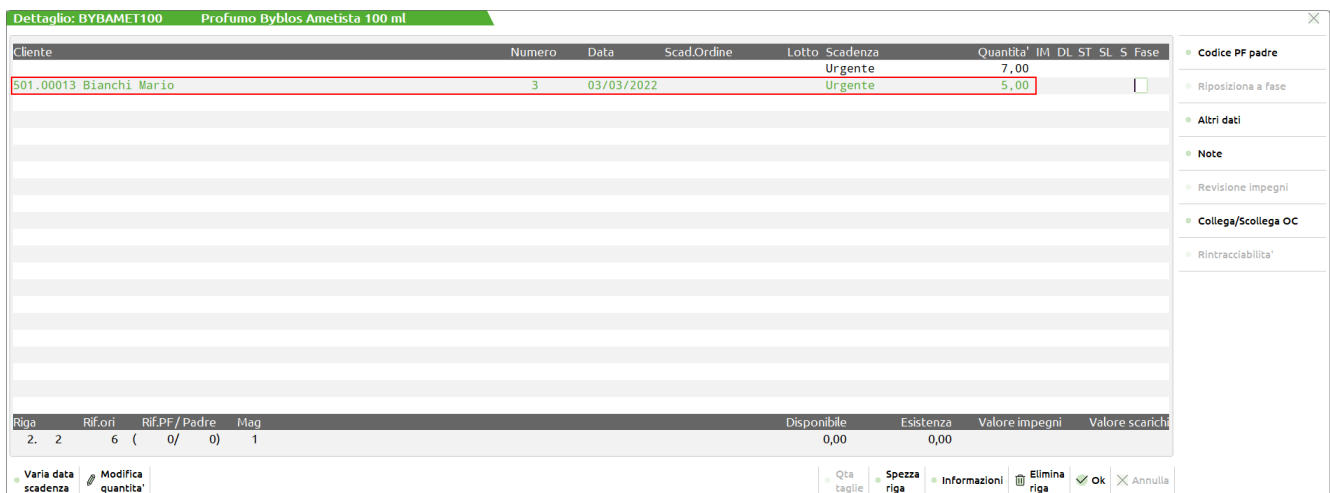 Dettaglio: BYBAMET100 Profumo Byblos Ametista 100 ml
Cliente Numero Data Scad.Ordine Lotto Scadenza Quantita' IM DL ST SL S Fase
Urgente 7,00
501.00013 Bianchi Mario 3 03/03/2022 Urgente 5,00
Codice PF padre
Riposiziona a fase
Altri dati
Note
Revisione impegni
Collega/Scollega OC
Rintracciabilita'
Riga Rif.ori Rif.PF/ Padre Mag Disponibile Esistenza Valore impegni Valore scarichi
2. 2 6 ( 0/ 0) 1 0,00 0,00
Varia data scadenza
Modifica quantita'
Qta taglie
Spezza riga
Informazioni
Elimina riga
Ok
Annulla